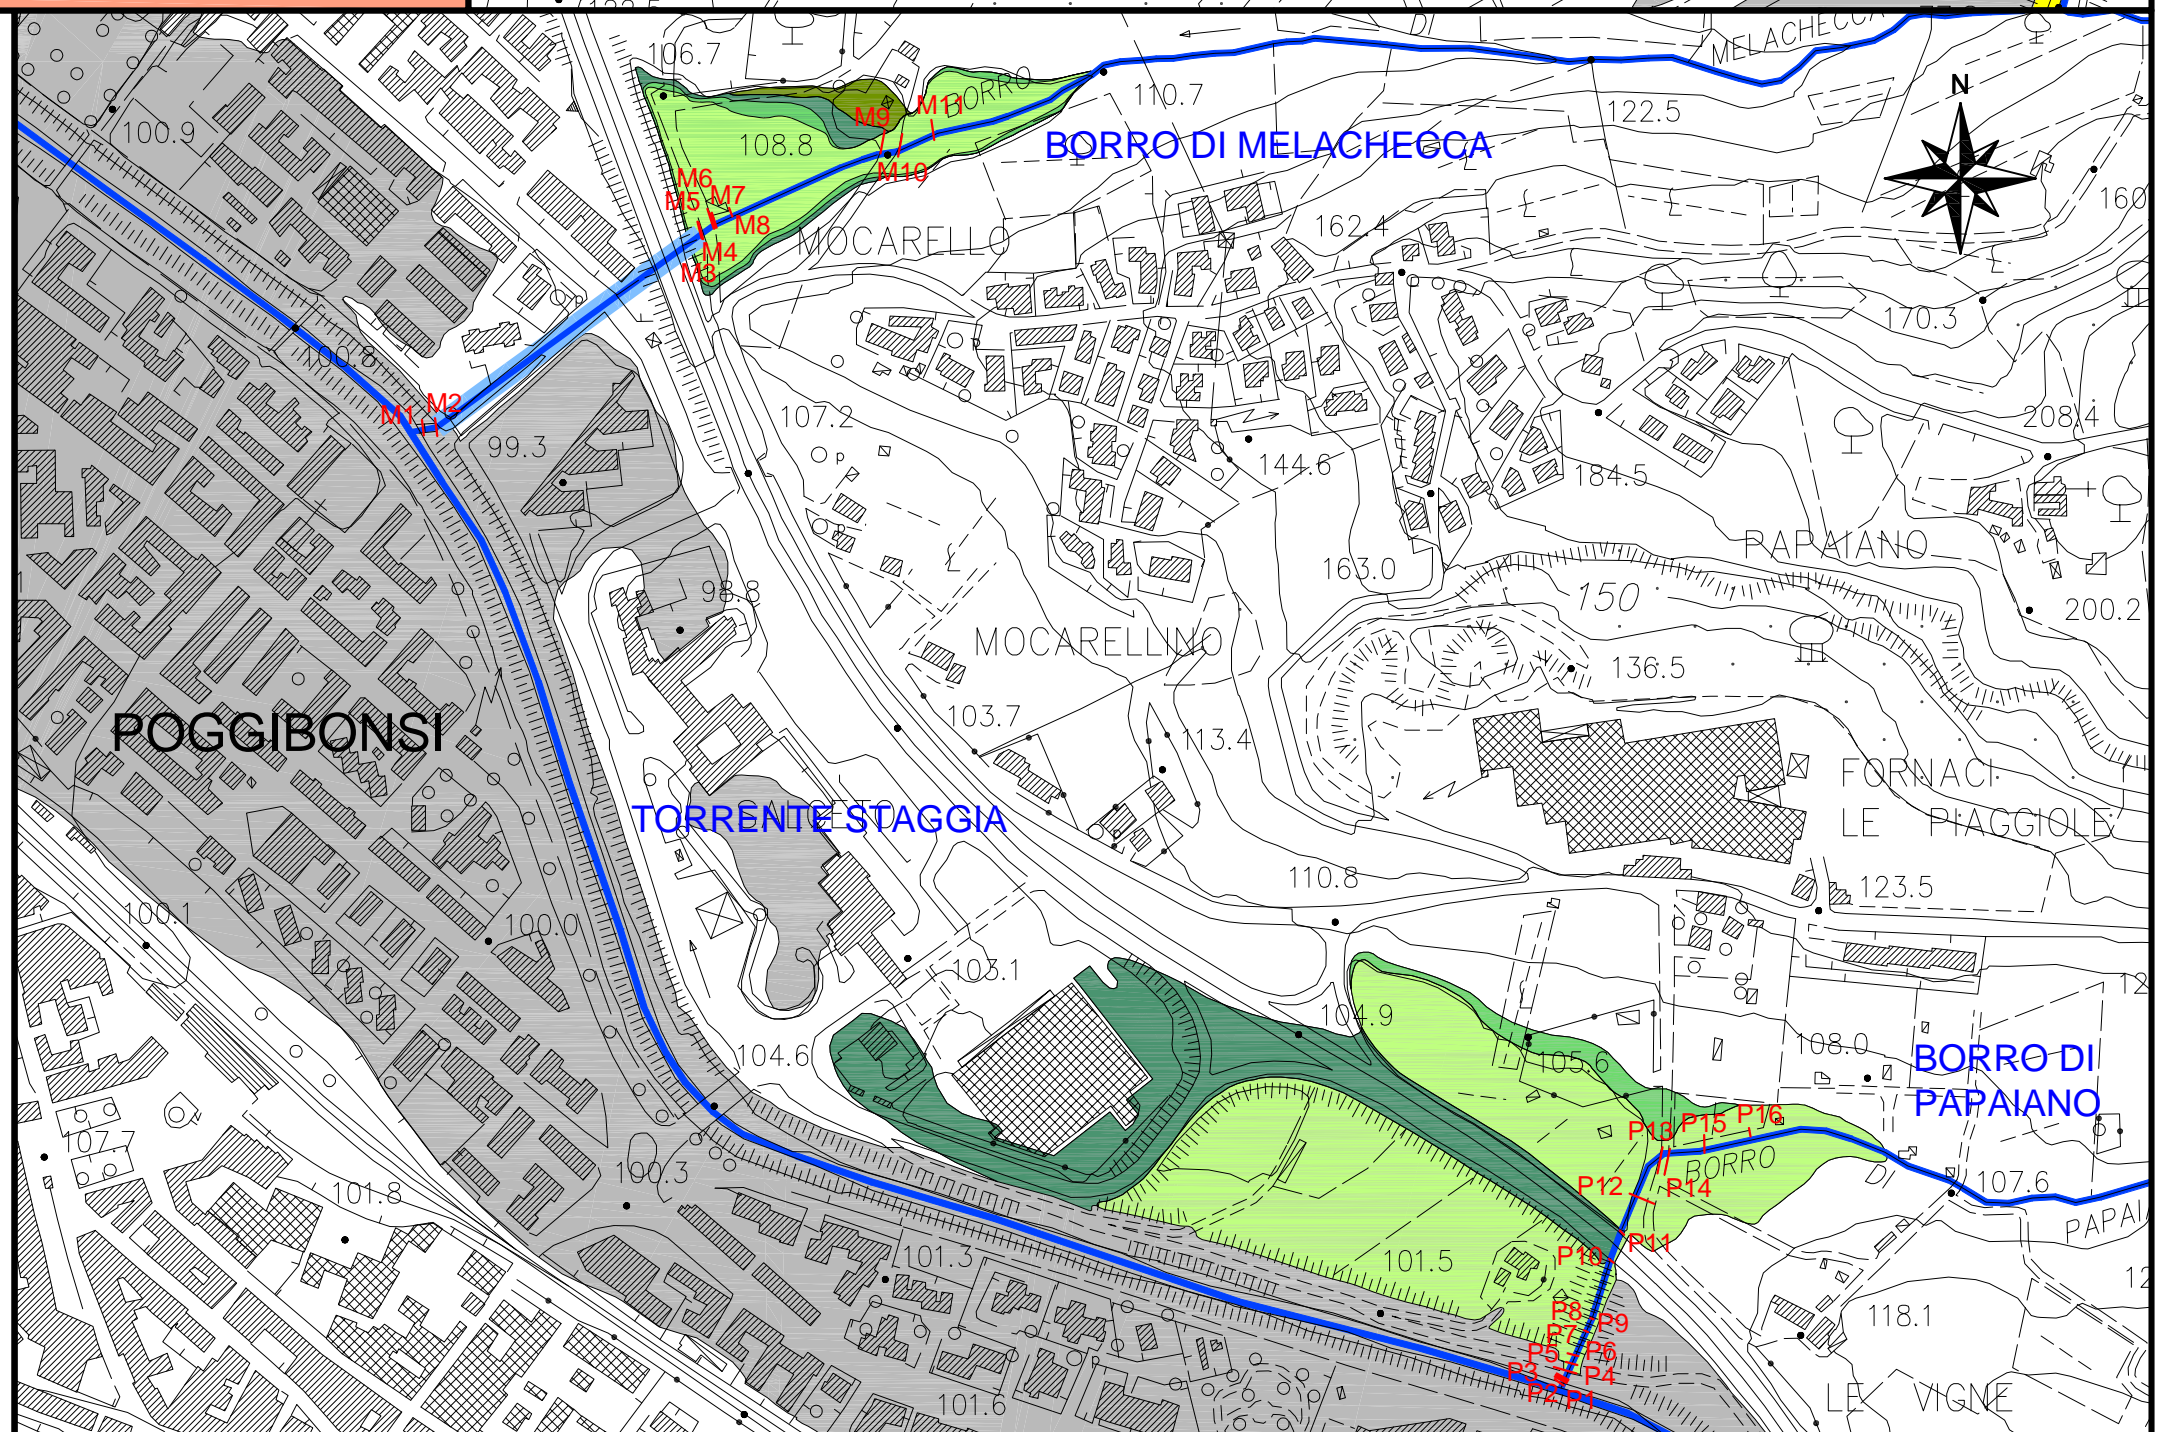 106.7
DI
MELACHECCA
BORRO
110.7
122.5
N
100.9
M9
M11
108.8
M10
BORRO DI MELACHECCA
160
M6
M5
M7
M8
M4
M3
MOCARELLO
162.4
170.3
100.8
M1
M2
99.3
107.2
p
p
p
p
144.6
184.5
208.4
PAPAIANO
163.0
150
200.2
98.8
MOCARELLINO
136.5
POGGIBONSI
103.7
113.4
FORNACI
LE PIAGGIOLE
TORRENTE STAGGIA
110.8
123.5
100.1
100.0
103.1
104.9
105.6
108.0
104.6
BORRO DI
PAPAIANO
P13
P15
P16
BORRO
DI
P12
P14
107.6
PAPAI
107.7
101.8
100.3
101.3
101.5
P10
P11
P8
P9
P7
P5
P6
P3
P4
P2
P1
118.1
101.6
LE VIGNE